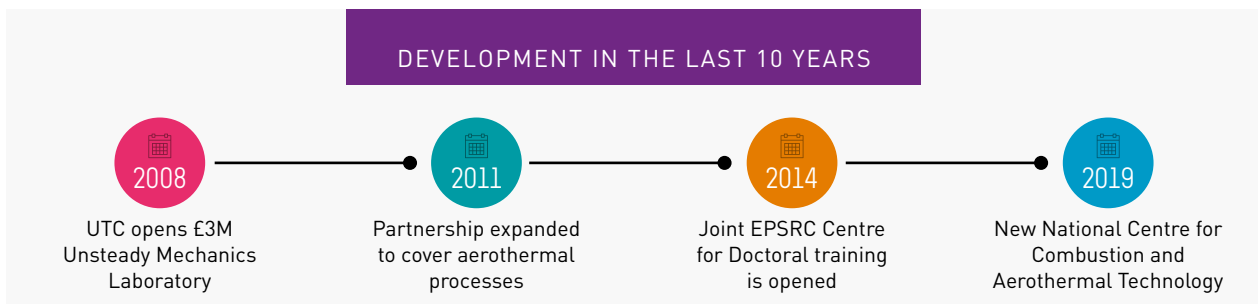 DEVELOPMENT IN THE LAST 10 YEARS
2008
UTC opens £3M
Unsteady Mechanics
Laboratory
2011
Partnership expanded
to cover aerothermal
processes
2014
Joint EPSRC Centre
for Doctoral training
is opened
2019
New National Centre for
Combustion and
Aerothermal Technology